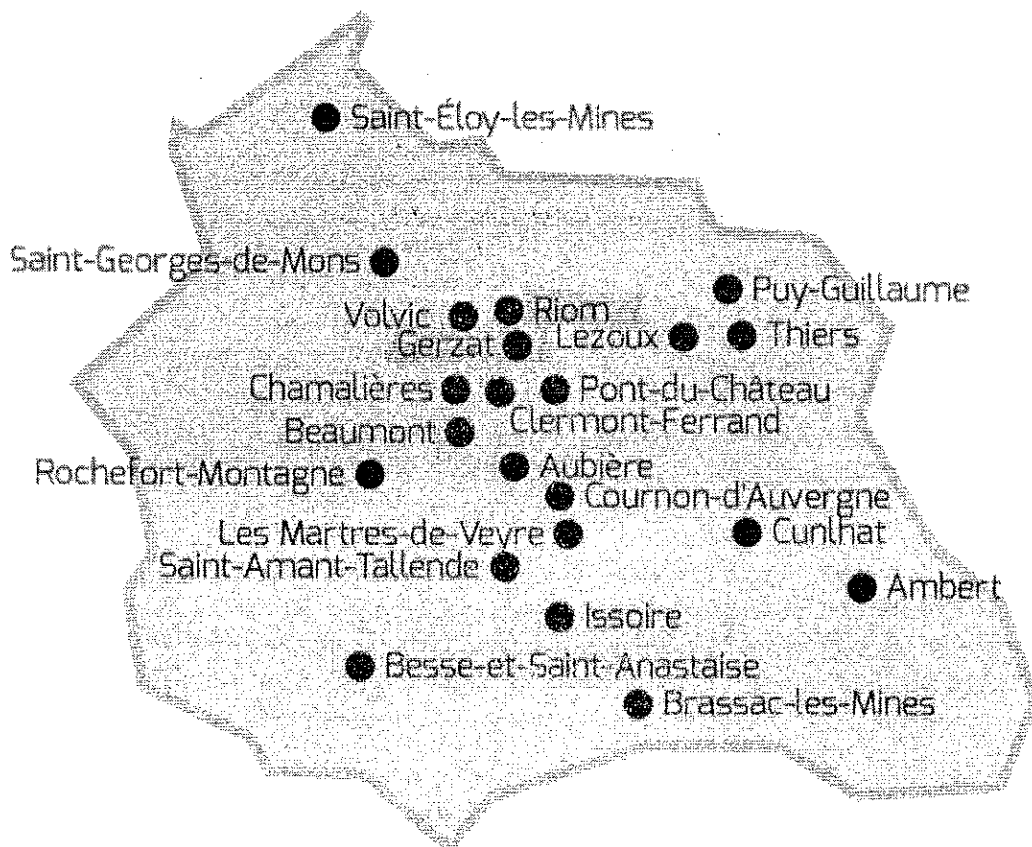 Saint-Éloy-les-Mines
Saint-Georges-de-Mons
Puy-Guillaume
Volvic
Riom
Gerzat
Lezoux
Thiers
Chamalières
Pont-du-Château
Clermont-Ferrand
Beaumont
Rochefort-Montagne
Aubière
Cournon-d'Auvergne
Les Martres-de-Veyre
Cunlhat
Saint-Amant-Tallende
Ambert
Issoire
Besse-et-Saint-Anastaise
Brassac-les-Mines